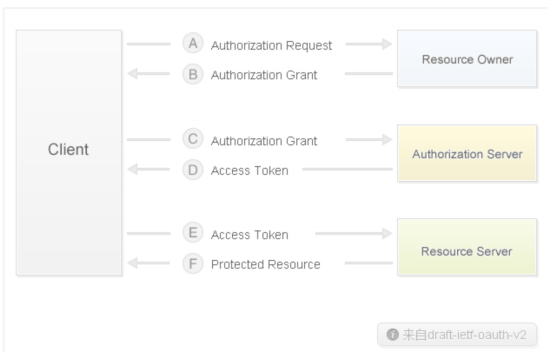 Client
A Authorization Request
B Authorization Grant
Resource Owner
C Authorization Grant
D Access Token
Authorization Server
E Access Token
F Protected Resource
Resource Server
i 来自draft-ietf-oauth-v2